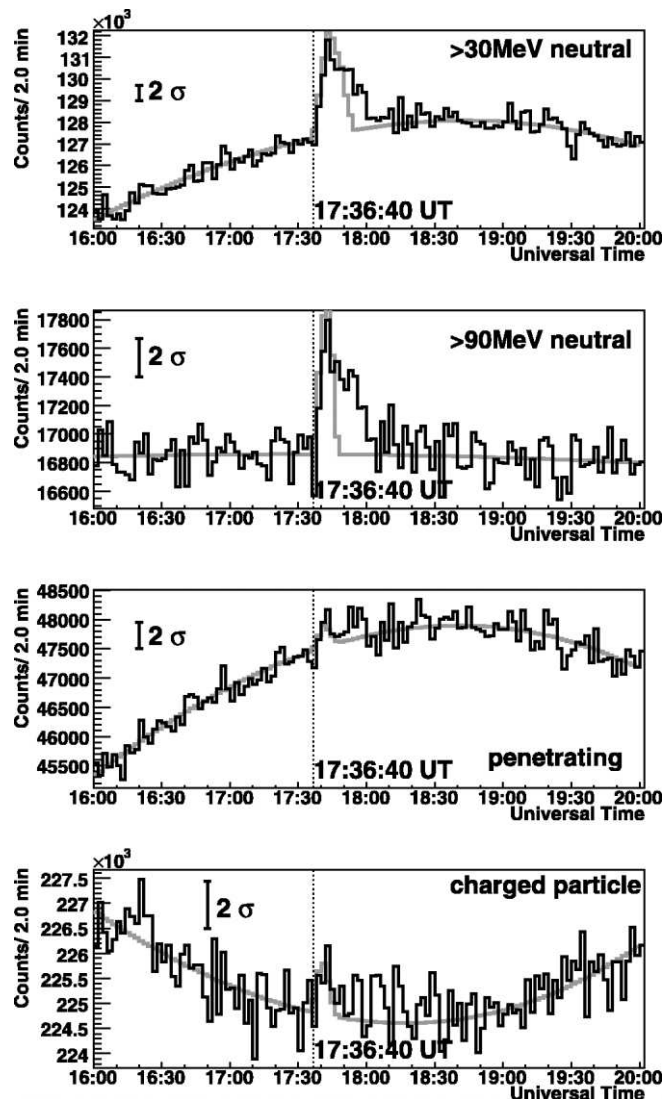 ×10³
132
131
130
129
128
127
126
125
124
Counts/ 2.0 min
2 σ
>30MeV neutral
17:36:40 UT
16:00 16:30 17:00 17:30 18:00 18:30 19:00 19:30 20:00
Universal Time
17800
17600
17400
17200
17000
16800
16600
Counts/ 2.0 min
2 σ
>90MeV neutral
17:36:40 UT
16:00 16:30 17:00 17:30 18:00 18:30 19:00 19:30 20:00
Universal Time
48500
48000
47500
47000
46500
46000
45500
Counts/ 2.0 min
2 σ
17:36:40 UT
penetrating
16:00 16:30 17:00 17:30 18:00 18:30 19:00 19:30 20:00
Universal Time
×10³
227.5
227
226.5
226
225.5
225
224.5
224
Counts/ 2.0 min
2 σ
charged particle
17:36:40 UT
16:00 16:30 17:00 17:30 18:00 18:30 19:00 19:30 20:00
Universal Time